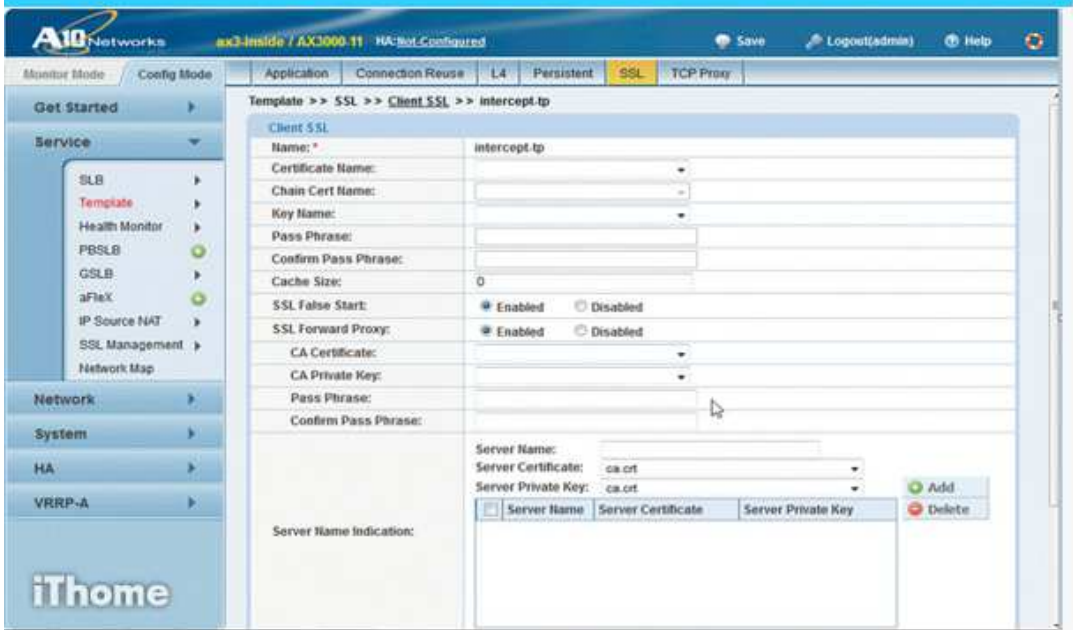 A10 Networks
ax3-inside / AX3000-11 HA:Not-Configured
Save
Logout(admin)
Help
Monitor Mode
Config Mode
Application
Connection Reuse
L4
Persistent
SSL
TCP Proxy
Get Started
Service
SLB
Template
Health Monitor
PBSLB
GSLB
aFleX
IP Source NAT
SSL Management
Network Map
Network
System
HA
VRRP-A
iThome
Template >> SSL >> Client SSL >> intercept-tp
Client SSL
Name: * intercept-tp
Certificate Name:
Chain Cert Name:
Key Name:
Pass Phrase:
Confirm Pass Phrase:
Cache Size: 0
SSL False Start: Enabled Disabled
SSL Forward Proxy: Enabled Disabled
CA Certificate:
CA Private Key:
Pass Phrase:
Confirm Pass Phrase:
Server Name Indication:
Server Name:
Server Certificate: ca.crt
Server Private Key: ca.crt
Add
Server Name Server Certificate Server Private Key
Delete